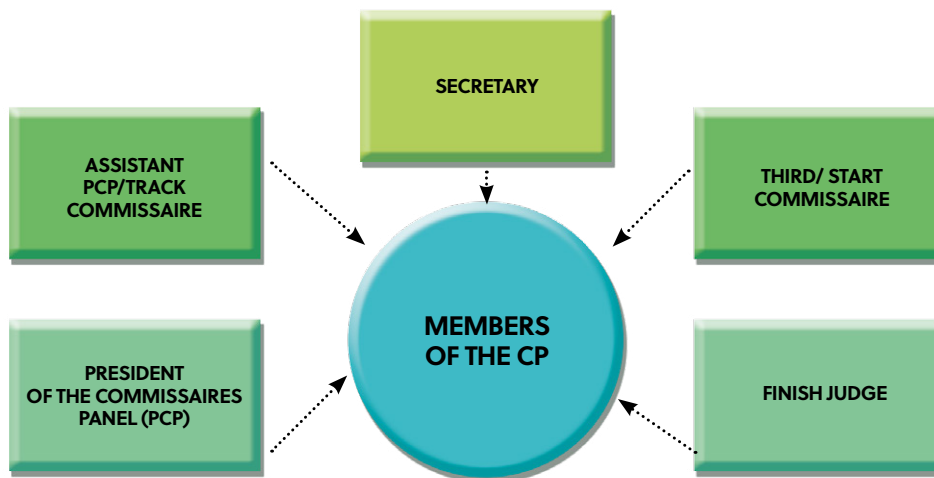 SECRETARY
ASSISTANT
PCP/TRACK
COMMISSAIRE
THIRD/ START
COMMISSAIRE
MEMBERS
OF THE CP
PRESIDENT
OF THE COMMISSAIRES
PANEL (PCP)
FINISH JUDGE